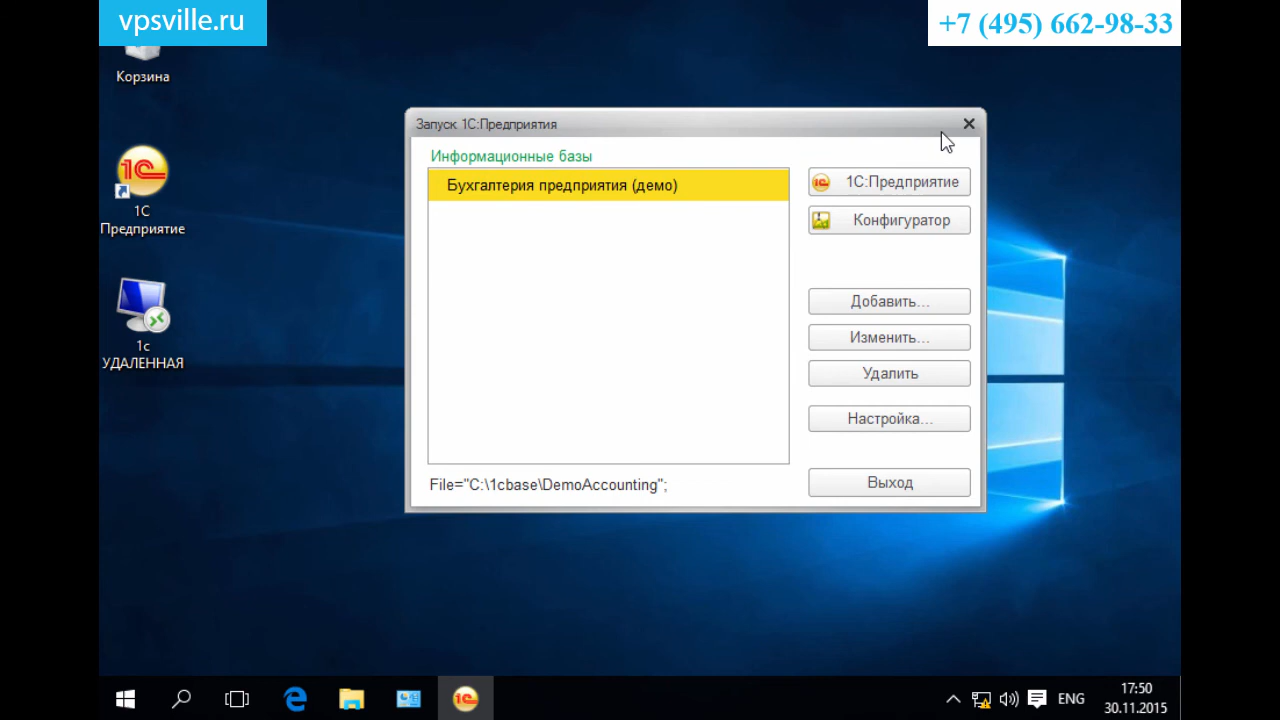 vpsville.ru
+7 (495) 662-98-33
Корзина
1С
Предприятие
1с
УДАЛЕННАЯ
Запуск 1С:Предприятия
Информационные базы
Бухгалтерия предприятия (демо)
1С:Предприятие
Конфигуратор
Добавить...
Изменить...
Удалить
Настройка...
Выход
File="C:\1cbase\DemoAccounting";
ENG
17:50
30.11.2015